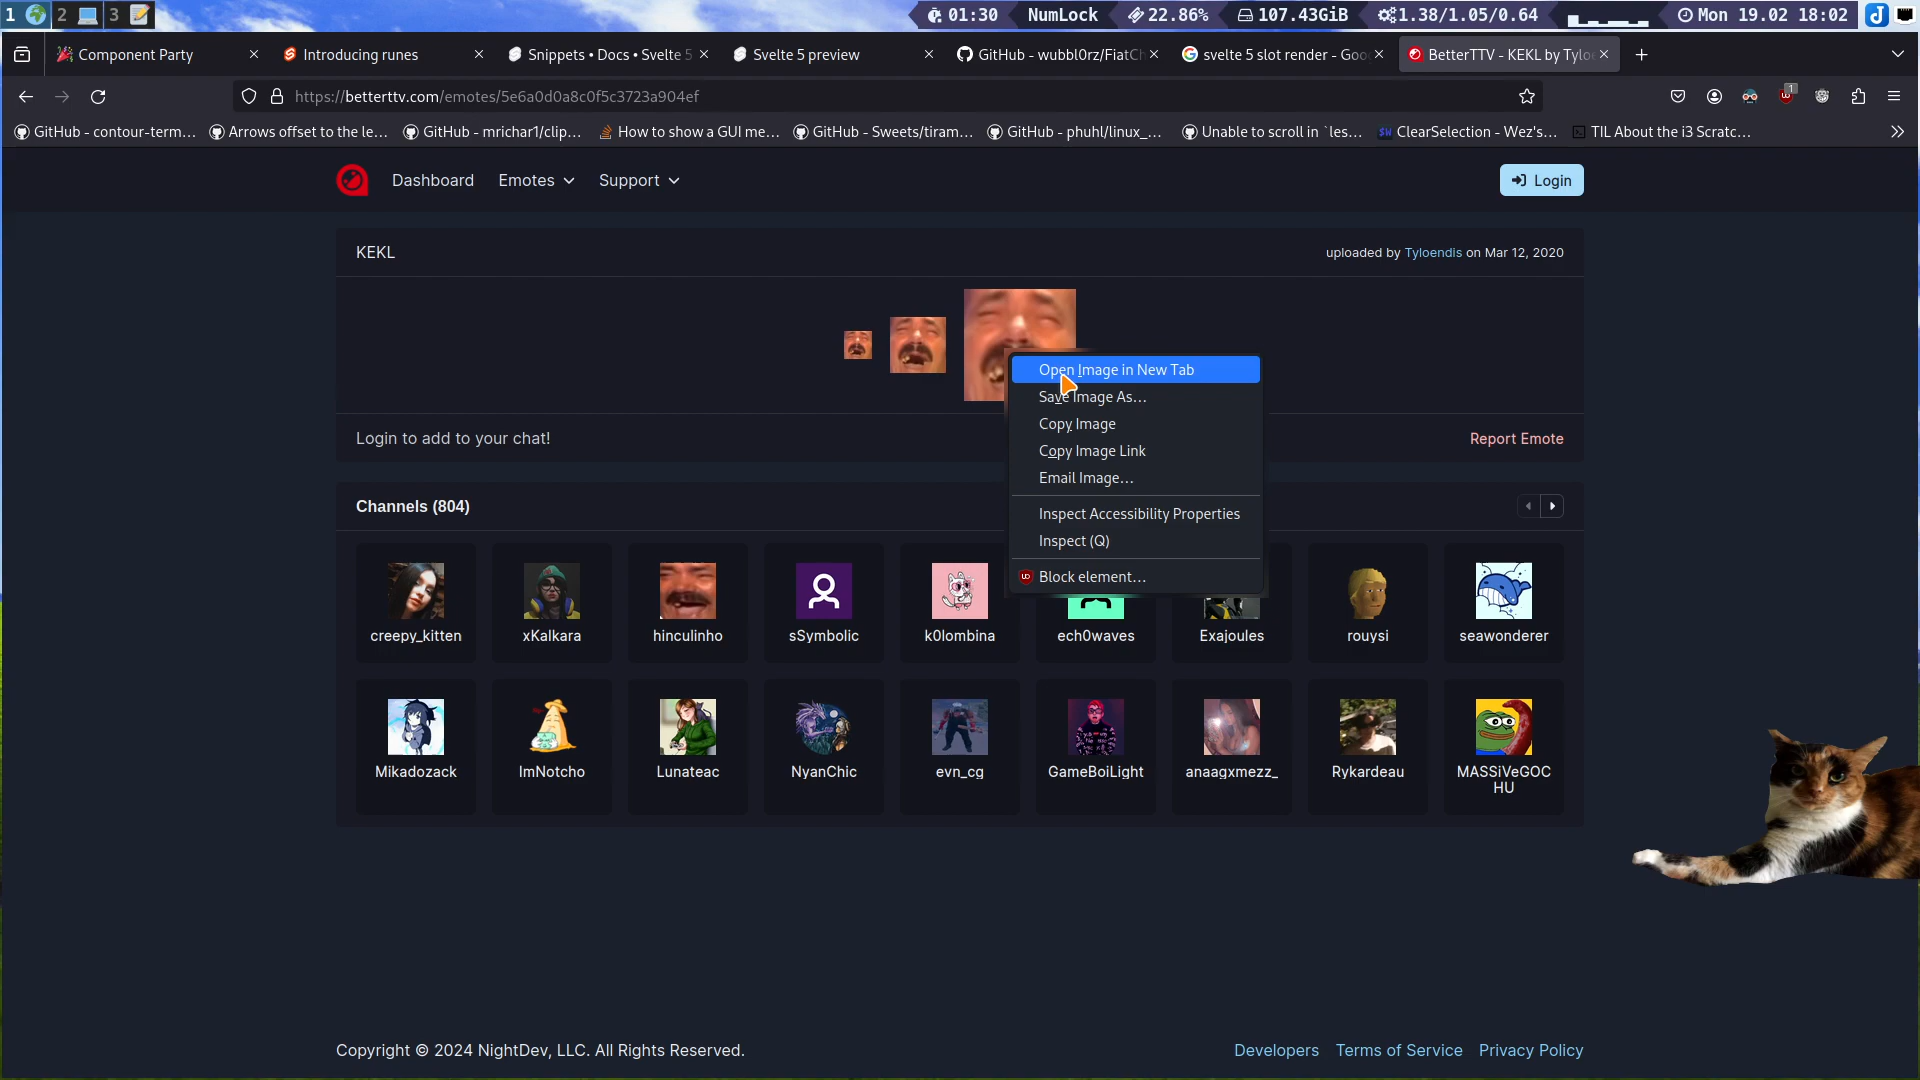 1 2 3 01:30 NumLock 22.86% 107.43GiB 1.38/1.05/0.64 Mon 19.02 18:02
Component Party Introducing runes Snippets • Docs • Svelte 5 Svelte 5 preview GitHub - wubbl0rz/FiatCh svelte 5 slot render - Goo BetterTTV - KEKL by Tyloe
https://betterttv.com/emotes/5e6a0d0a8c0f5c3723a904ef 1
GitHub - contour-term… Arrows offset to the le… GitHub - mrichar1/clip… How to show a GUI me… GitHub - Sweets/tiram… GitHub - phuhl/linux_… Unable to scroll in `les… ClearSelection - Wez's… TIL About the i3 Scratc…
Dashboard Emotes Support Login
KEKL uploaded by Tyloendis on Mar 12, 2020
Open Image in New Tab
Save Image As…
Copy Image
Copy Image Link
Email Image…
Inspect Accessibility Properties
Inspect (Q)
Block element…
Login to add to your chat! Report Emote
Channels (804)
creepy_kitten xKalkara hinculinho sSymbolic k0lombina ech0waves Exajoules rouysi seawonderer
Mikadozack ImNotcho Lunateac NyanChic evn_cg GameBoiLight anaagxmezz_ Rykardeau MASSiVeGOC
HU
Copyright © 2024 NightDev, LLC. All Rights Reserved. Developers Terms of Service Privacy Policy